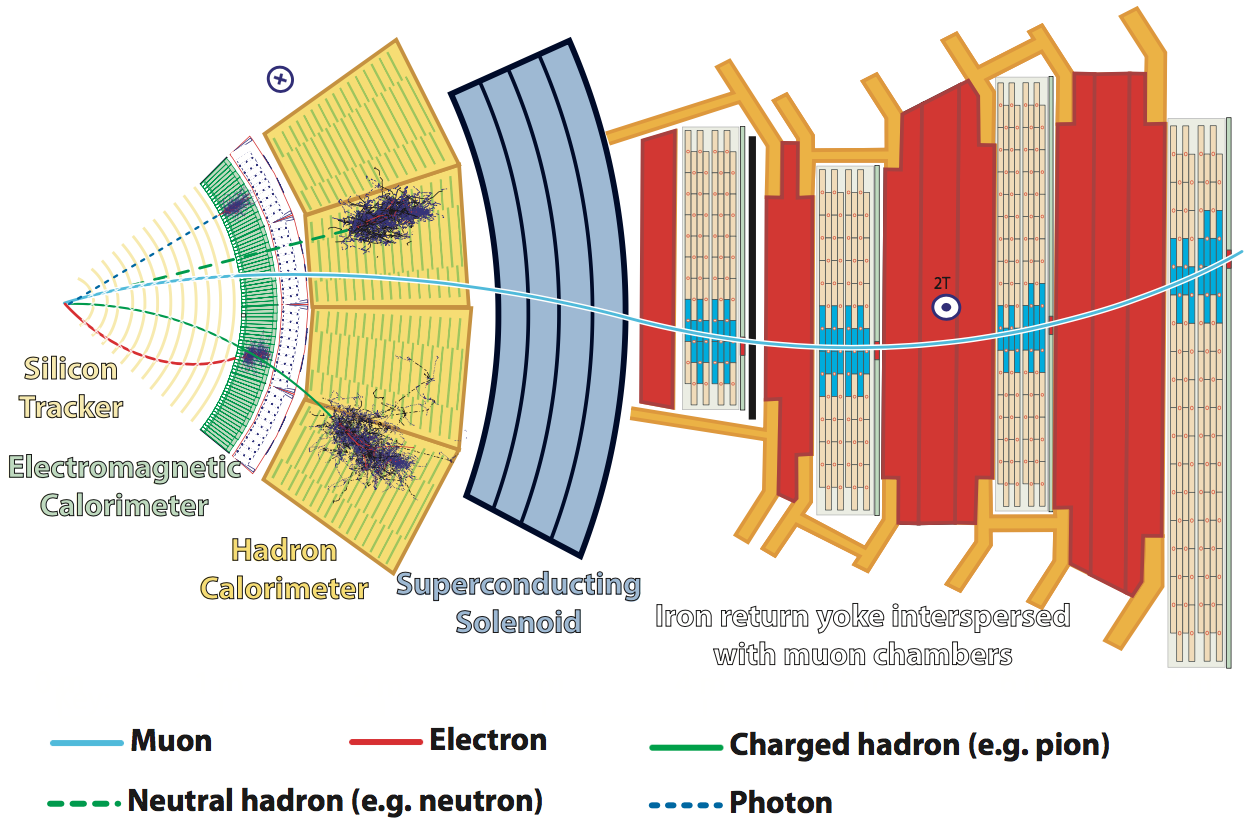 2T
Silicon
Tracker
Electromagnetic
Calorimeter
Hadron
Calorimeter
Superconducting
Solenoid
Iron return yoke interspersed
with muon chambers
Muon
Electron
Charged hadron (e.g. pion)
Neutral hadron (e.g. neutron)
Photon